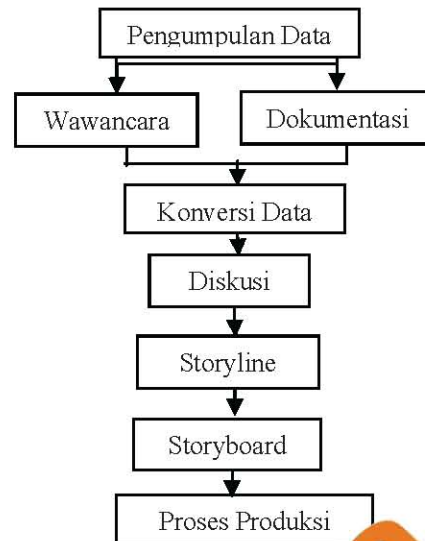 Pengumpulan Data
Wawancara
Dokumentasi
Konversi Data
Diskusi
Storyline
Storyboard
Proses Produksi